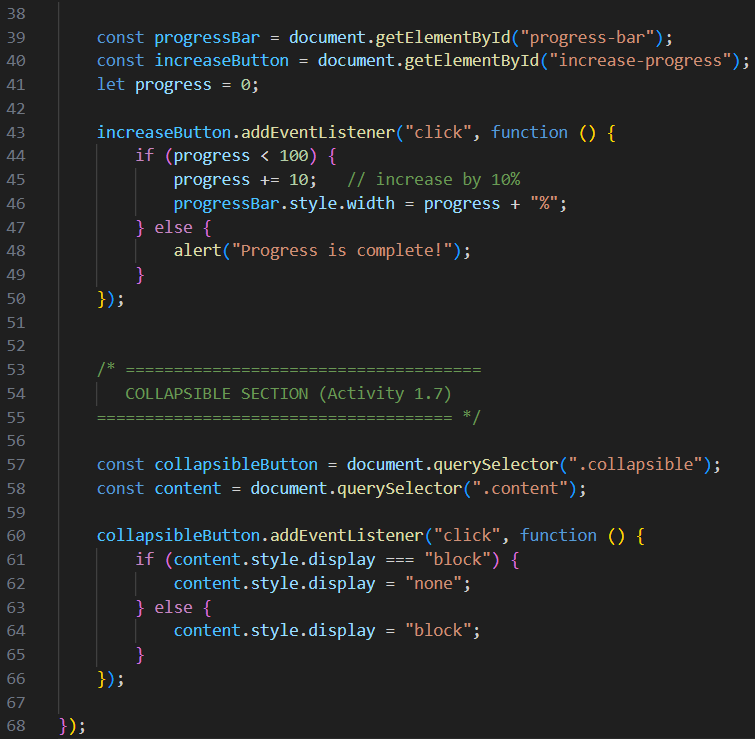 38
39 const progressBar = document.getElementById("progress-bar");
40 const increaseButton = document.getElementById("increase-progress");
41 let progress = 0;
42
43 increaseButton.addEventListener("click", function () {
44 if (progress < 100) {
45 progress += 10; // increase by 10%
46 progressBar.style.width = progress + "%";
47 } else {
48 alert("Progress is complete!");
49 }
50 });
51
52
53 /* =====================================
54 COLLAPSIBLE SECTION (Activity 1.7)
55 ===================================== */
56
57 const collapsibleButton = document.querySelector(".collapsible");
58 const content = document.querySelector(".content");
59
60 collapsibleButton.addEventListener("click", function () {
61 if (content.style.display === "block") {
62 content.style.display = "none";
63 } else {
64 content.style.display = "block";
65 }
66 });
67
68 });